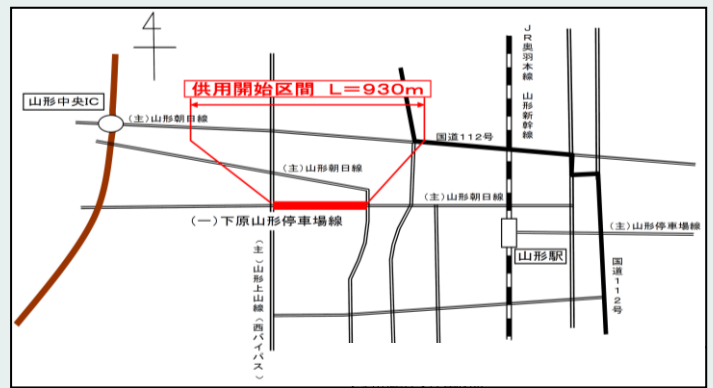 4
供用開始区間 L=930m
山形中央IC
(主)山形朝日線
国道112号
JR奥羽本線 山形新幹線
(主)山形朝日線
(主)山形朝日線
(一)下原山形停車場線
(主)山形停車場線
山形駅
国道112号
(主)山形上山線(西バイパス)